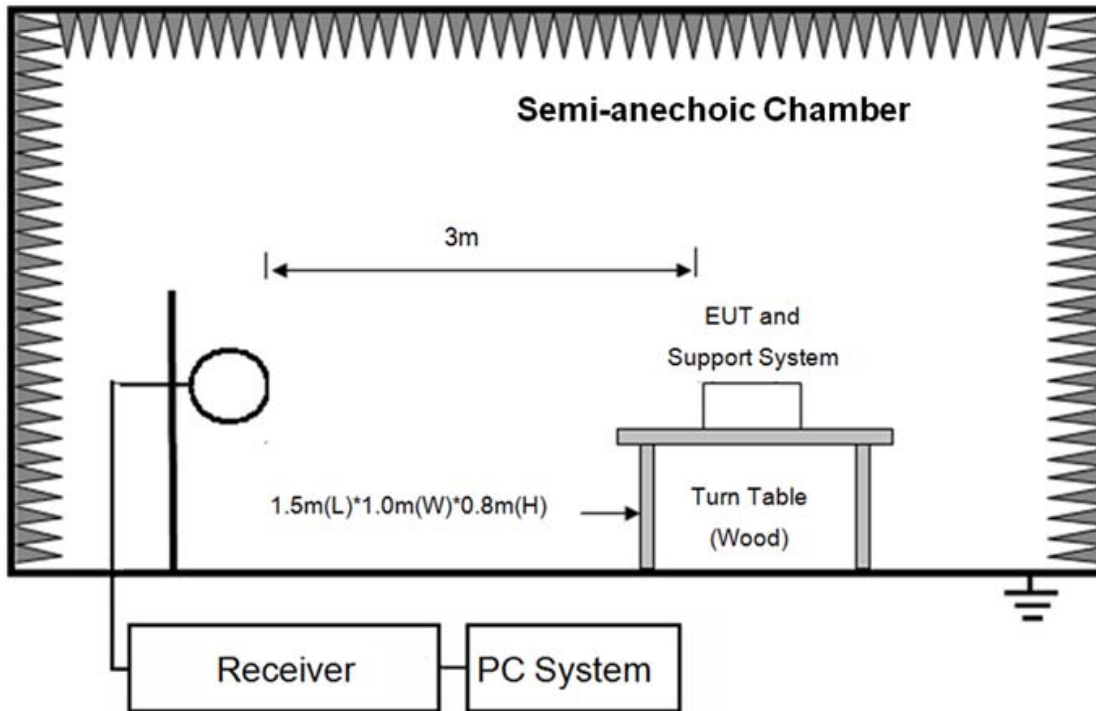 Semi-anechoic Chamber
3m
EUT and
Support System
1.5m(L)*1.0m(W)*0.8m(H)
Turn Table
(Wood)
Receiver
PC System